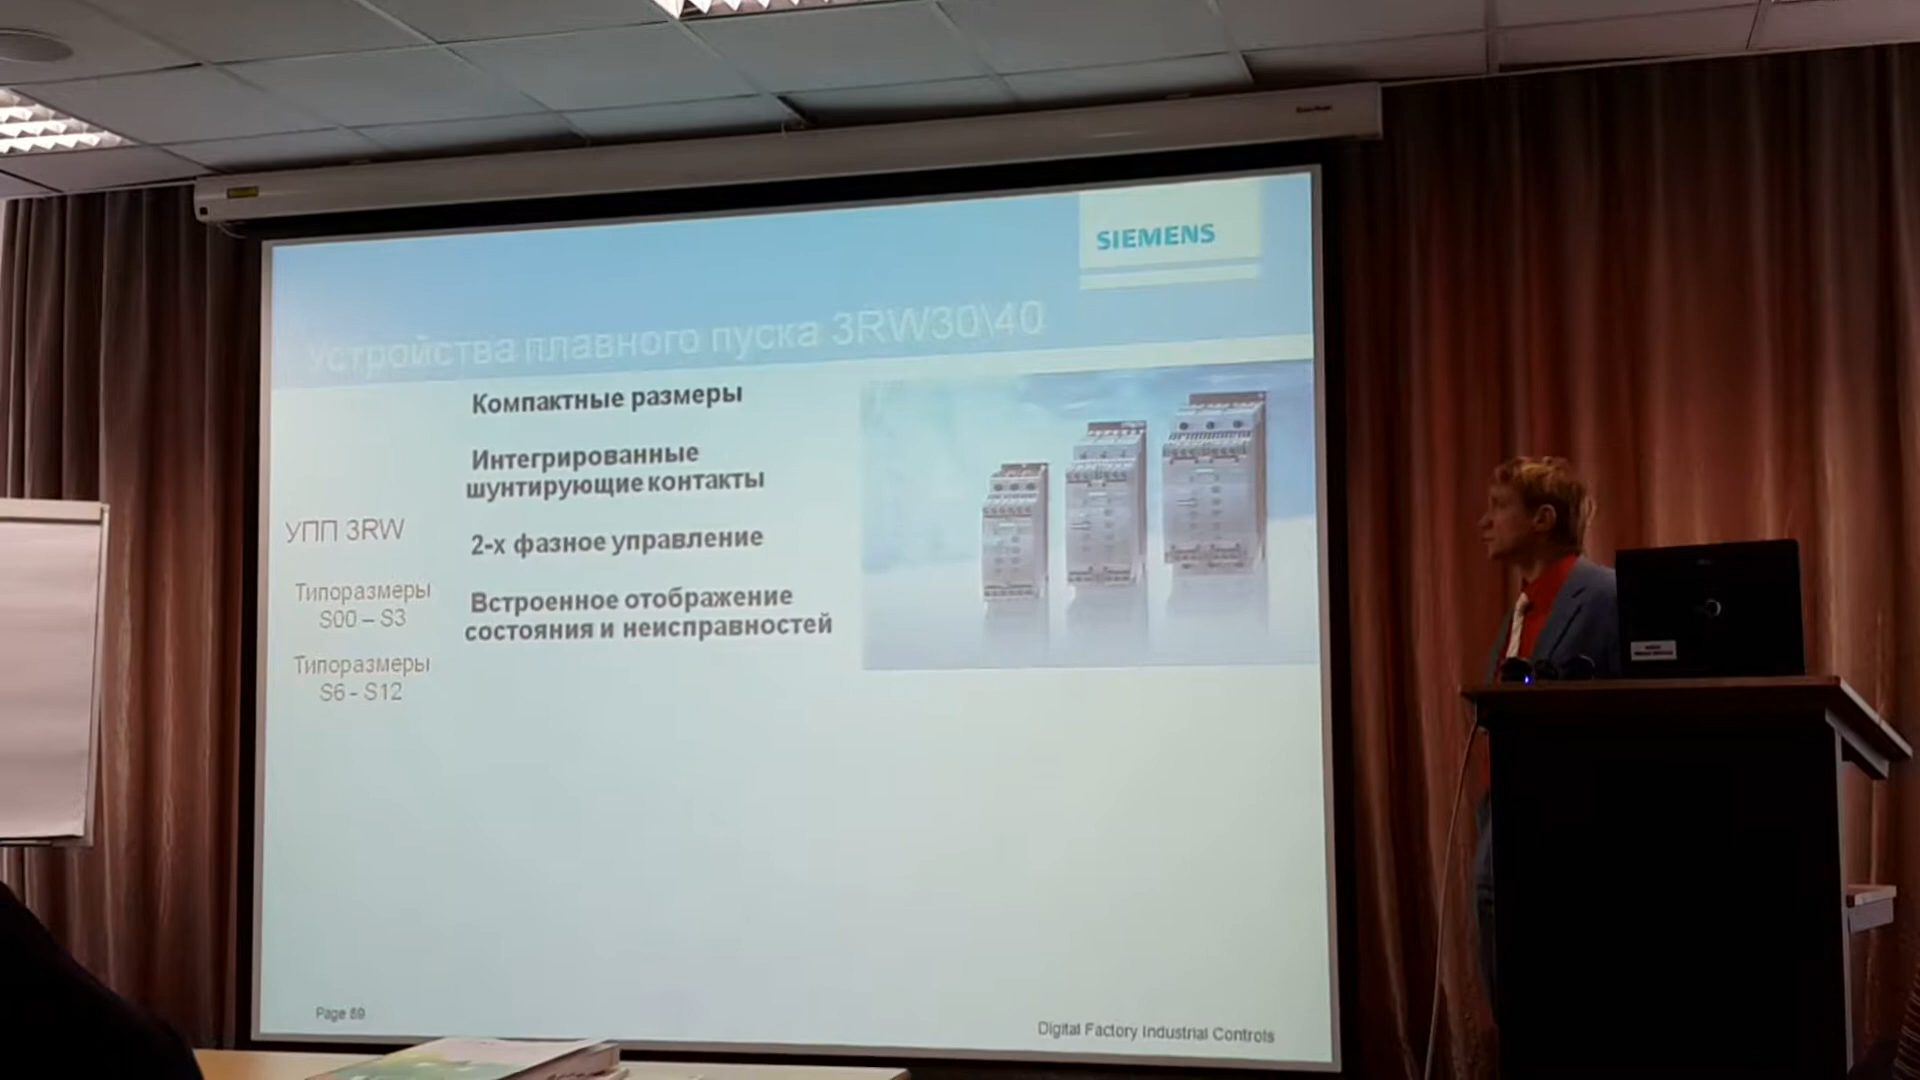 SIEMENS
Устройства плавного пуска 3RW30\40
Компактные размеры
Интегрированные
шунтирующие контакты
2-х фазное управление
Встроенное отображение
состояния и неисправностей
УПП 3RW
Типоразмеры
S00 – S3
Типоразмеры
S6 - S12
Page 89
Digital Factory Industrial Controls